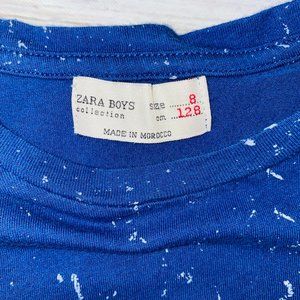 ZARA BOYS size ........8
collection cm ...128
MADE IN MOROCCO